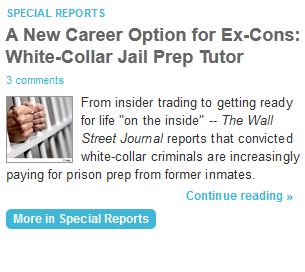 SPECIAL REPORTS
A New Career Option for Ex-Cons:
White-Collar Jail Prep Tutor
3 comments
From insider trading to getting ready
for life "on the inside" -- The Wall
Street Journal reports that convicted
white-collar criminals are increasingly
paying for prison prep from former inmates.
Continue reading »
More in Special Reports